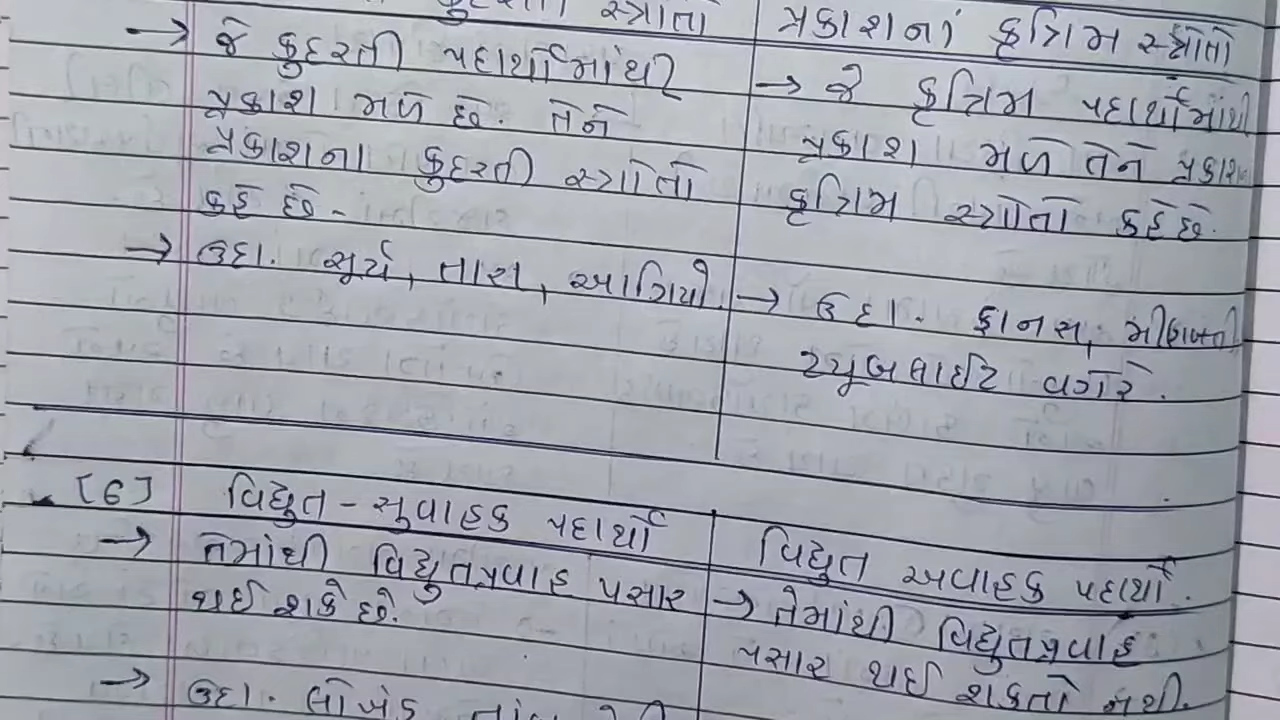 સ્ત્રોતો
પ્રકાશનાં કૃત્રિમ સ્ત્રોતો
→ જે કુદરતી પદાર્થોમાંથી
પ્રકાશ મળે છે. તેને
પ્રકાશના કુદરતી સ્ત્રોતો
કહે છે -
→ ઉદા. સૂર્ય, તારા, આગિયો
→ જે કૃત્રિમ પદાર્થોમાંથી
પ્રકાશ મળે તેને પ્રકાશના
કૃત્રિમ સ્ત્રોતો કહે છે.
→ ઉદા. ફાનસ, મીણબત્તી
ટ્યુબલાઈટ વગેરે.
[6] વિદ્યુત - સુવાહક પદાર્થો
→ તેમાંથી વિદ્યુતપ્રવાહ પસાર
થઈ શકે છે.
→ ઉદા. લોખંડ
વિદ્યુત અવાહક પદાર્થો.
→ તેમાંથી વિદ્યુતપ્રવાહ
પસાર થઈ શકતો નથી.